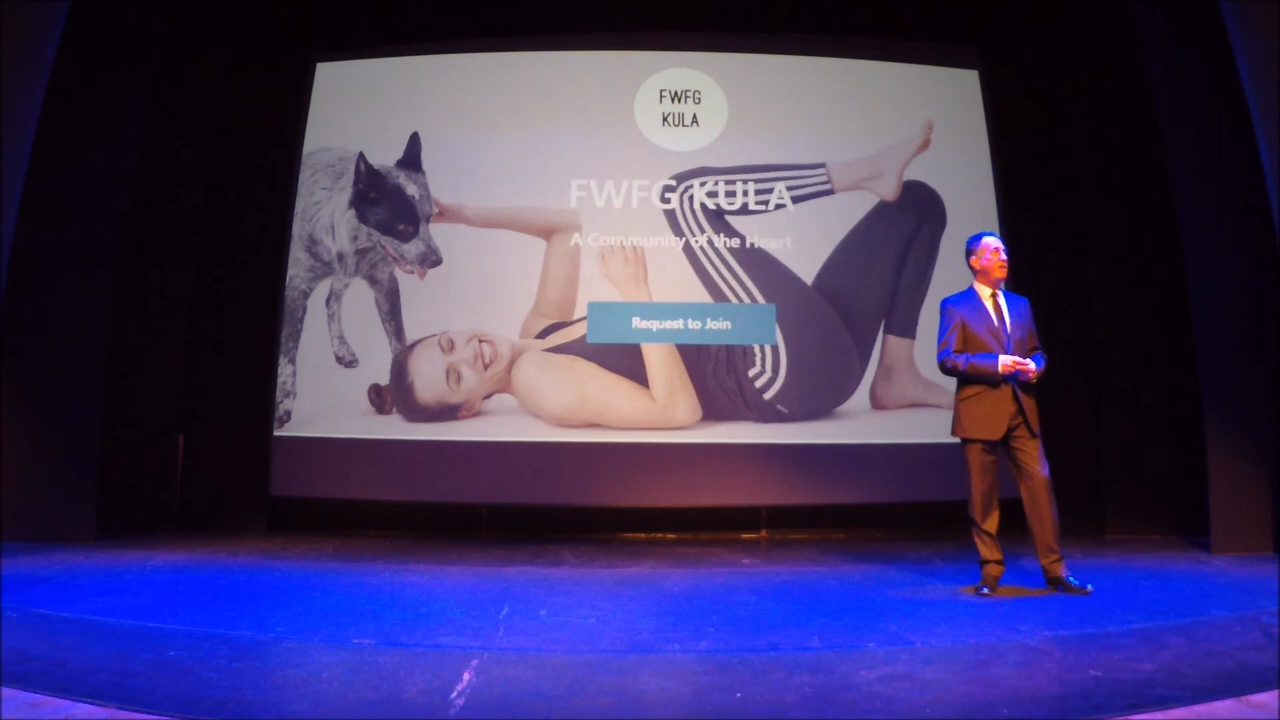 FWFG
KULA
FWFG KULA
A Community of the Heart
Request to Join